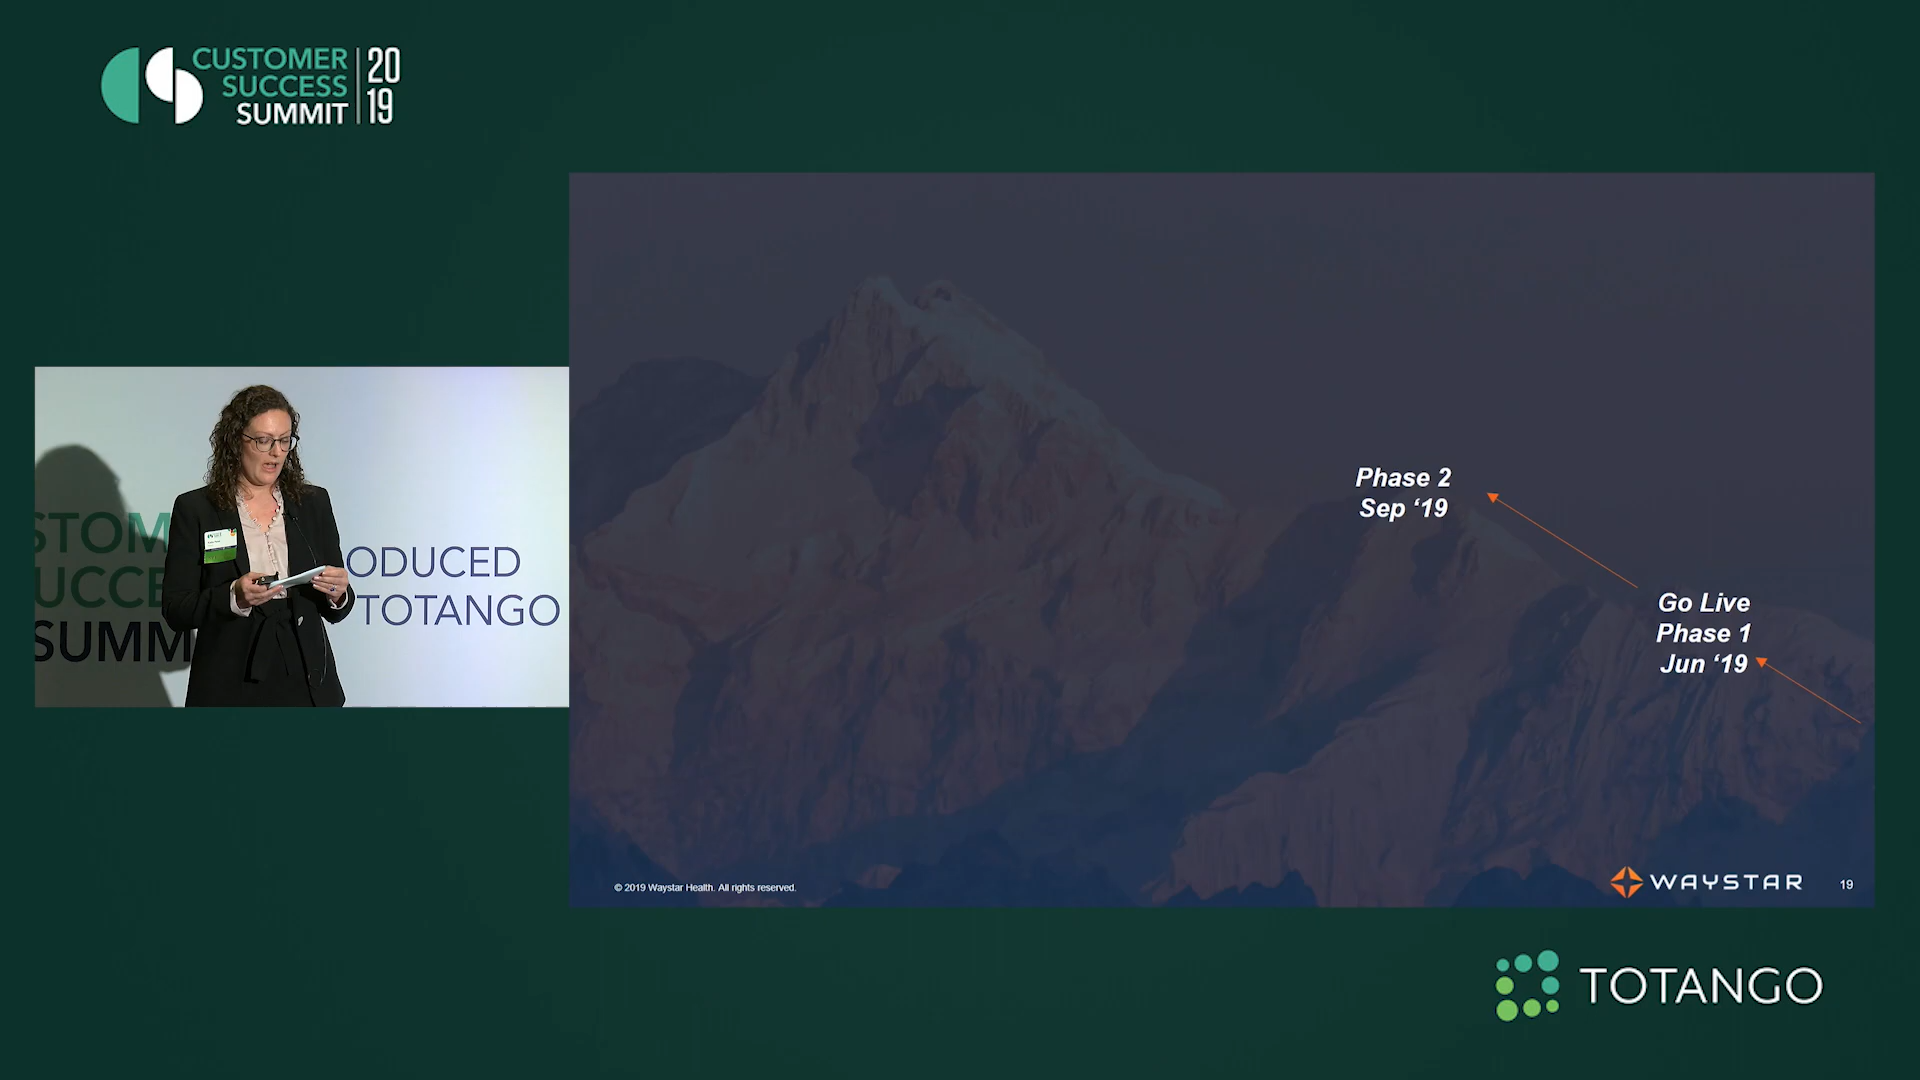 CUSTOMER
SUCCESS
SUMMIT
20
19
STOM
UCCE
SUMM
ODUCED
TOTANGO
Phase 2
Sep ‘19
Go Live
Phase 1
Jun ‘19
© 2019 Waystar Health. All rights reserved.
WAYSTAR
19
TOTANGO